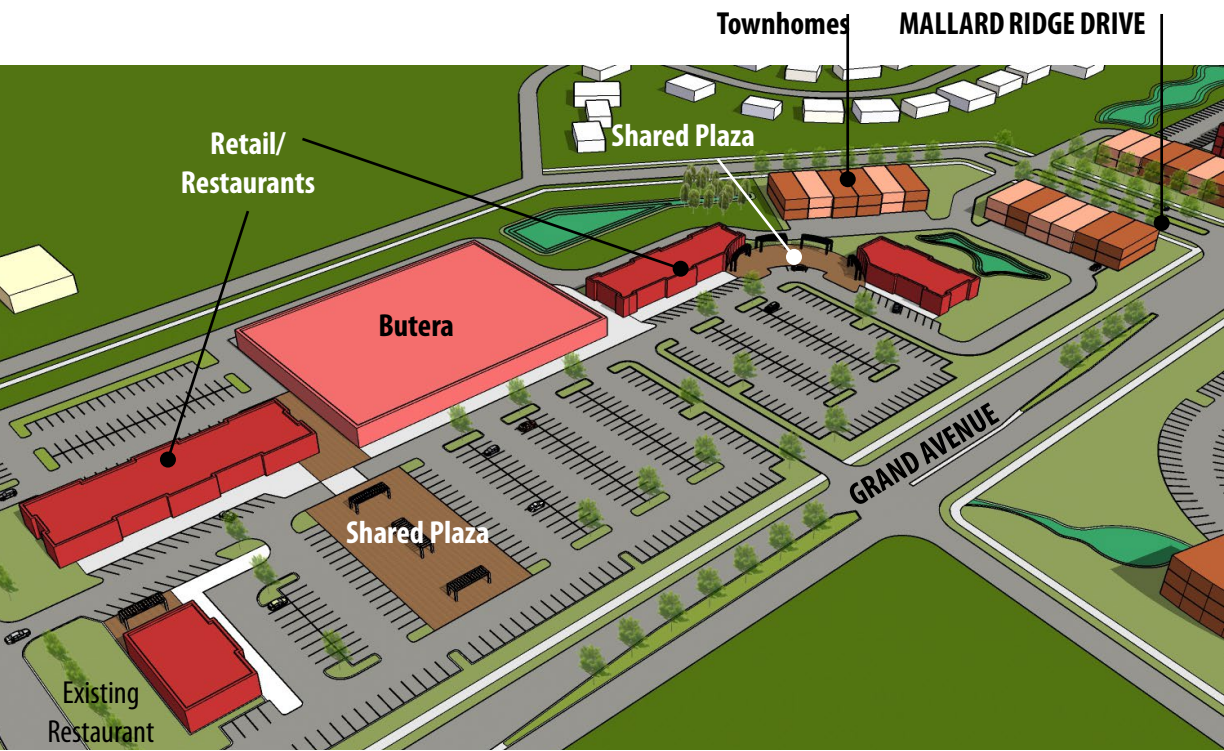 Townhomes
MALLARD RIDGE DRIVE
Retail/
Restaurants
Shared Plaza
Butera
GRAND AVENUE
Shared Plaza
Existing
Restaurant